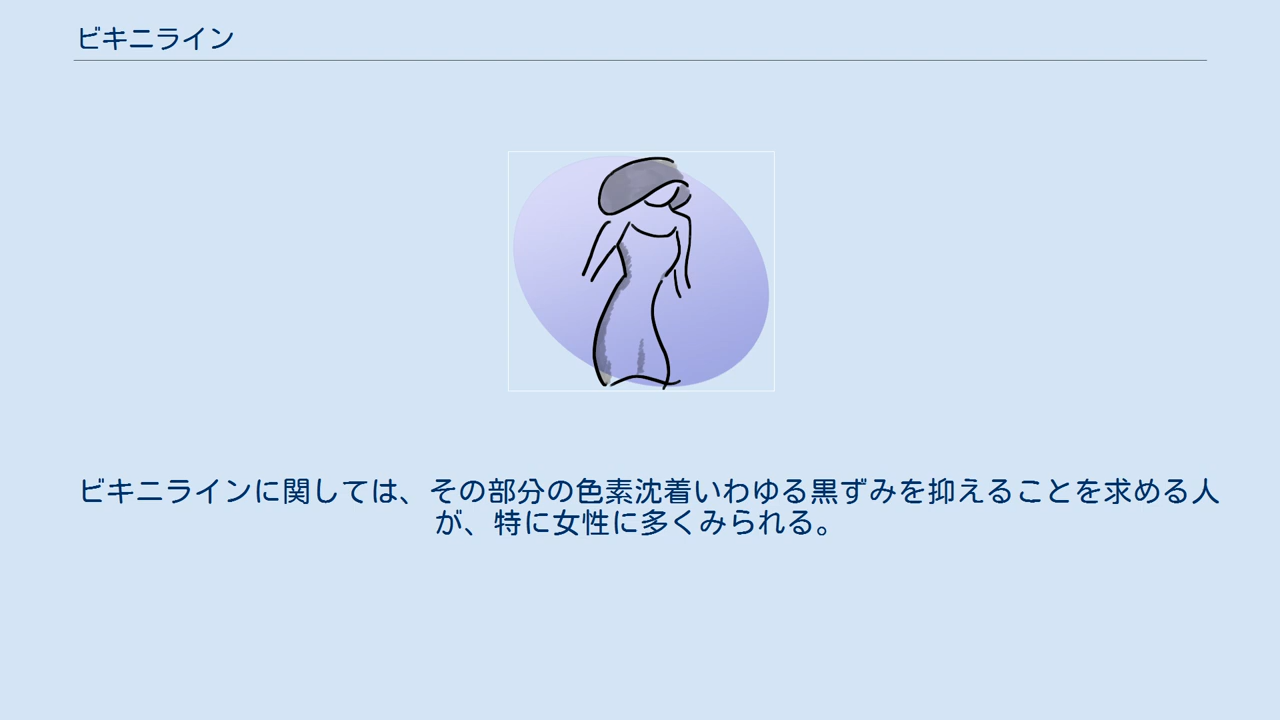 ビキニライン
ビキニラインに関しては、その部分の色素沈着いわゆる黒ずみを抑えることを求める人
が、特に女性に多くみられる。